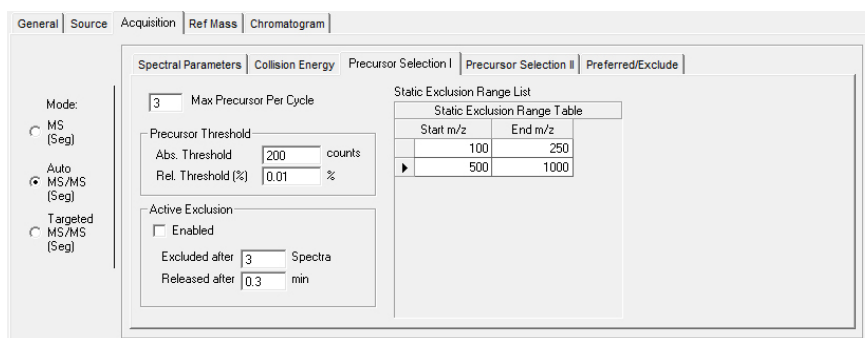 General Source Acquisition Ref Mass Chromatogram
Spectral Parameters Collision Energy Precursor Selection I Precursor Selection II Preferred/Exclude
Mode:
MS
(Seg)
Auto
MS/MS
(Seg)
Targeted
MS/MS
(Seg)
3 Max Precursor Per Cycle
Precursor Threshold
Abs. Threshold 200 counts
Rel. Threshold (%) 0.01 %
Active Exclusion
Enabled
Excluded after 3 Spectra
Released after 0.3 min
Static Exclusion Range List
Static Exclusion Range Table
Start m/z End m/z
100 250
500 1000